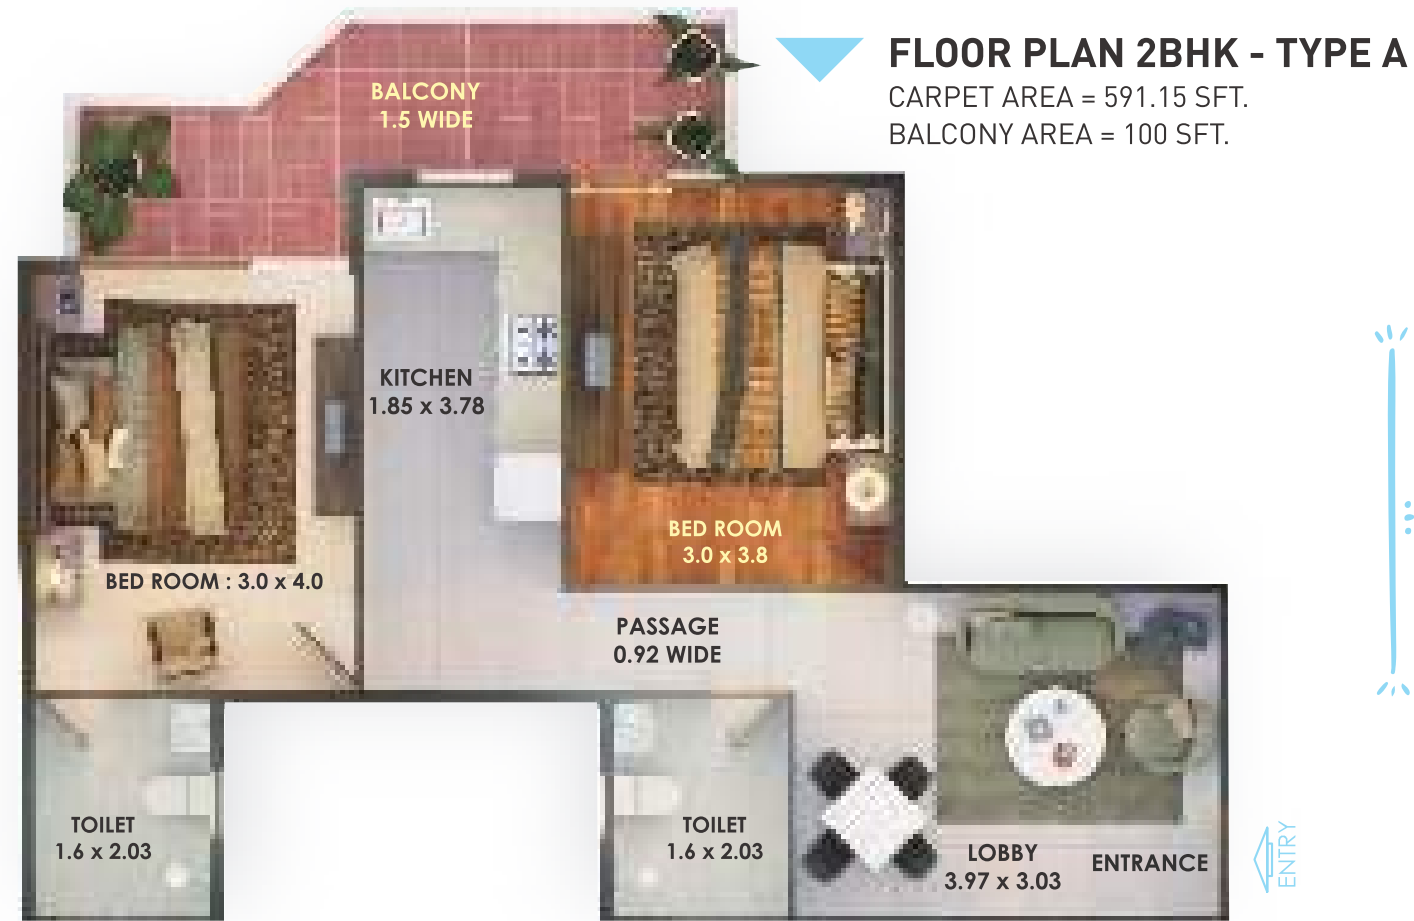 FLOOR PLAN 2BHK - TYPE A
CARPET AREA = 591.15 SFT.
BALCONY AREA = 100 SFT.
BALCONY
1.5 WIDE
KITCHEN
1.85 x 3.78
BED ROOM
3.0 x 3.8
BED ROOM : 3.0 x 4.0
PASSAGE
0.92 WIDE
TOILET
1.6 x 2.03
TOILET
1.6 x 2.03
LOBBY
3.97 x 3.03
ENTRANCE
ENTRY